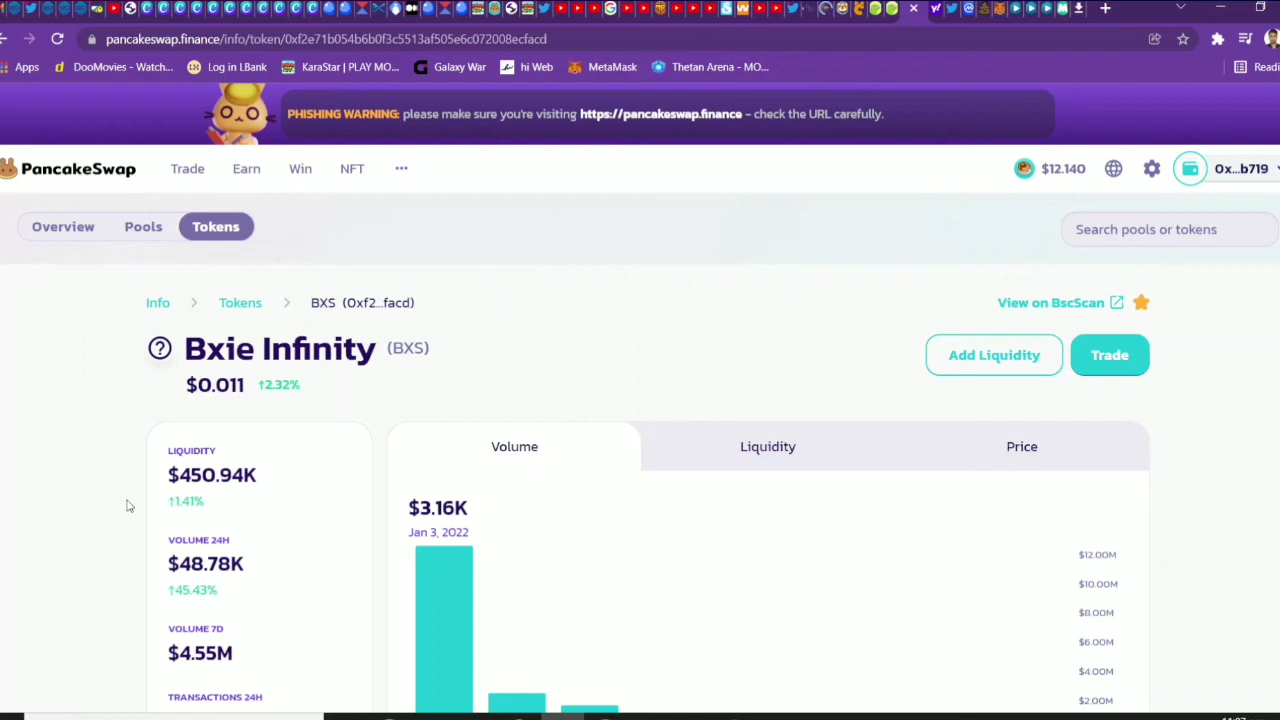 pancakeswap.finance/info/token/0xf2e71b054b6b0f3c5513af505e6c072008ecfacd
Apps DooMovies - Watch... Log in LBank KaraStar | PLAY MO... Galaxy War hi Web MetaMask Thetan Arena - MO... Readi
PHISHING WARNING: please make sure you're visiting https://pancakeswap.finance - check the URL carefully.
PancakeSwap Trade Earn Win NFT ... $12.140 0x...b719
Overview Pools Tokens Search pools or tokens
Info > Tokens > BXS (0xf2...facd) View on BscScan
Bxie Infinity (BXS) Add Liquidity Trade
$0.011 ↑2.32%
LIQUIDITY
$450.94K
↑1.41%
VOLUME 24H
$48.78K
↑45.43%
VOLUME 7D
$4.55M
TRANSACTIONS 24H
Volume Liquidity Price
$3.16K
Jan 3, 2022
$12.00M
$10.00M
$8.00M
$6.00M
$4.00M
$2.00M